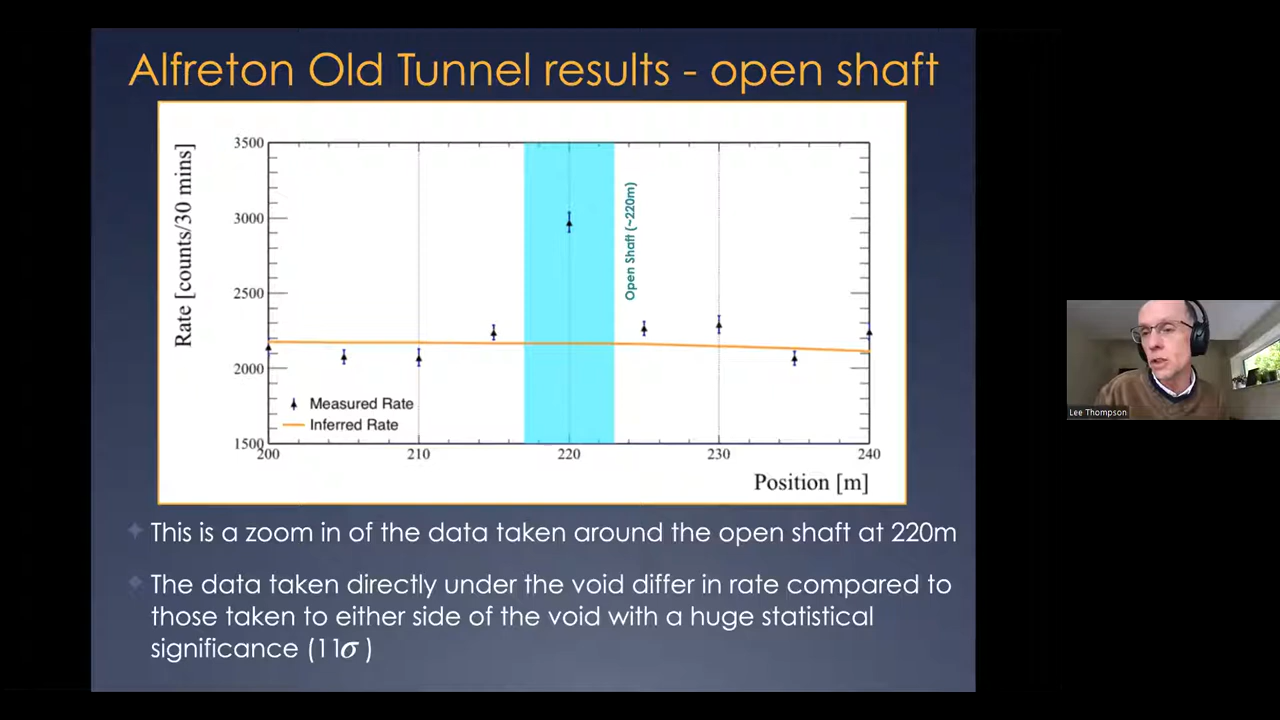 Alfreton Old Tunnel results - open shaft
Rate [counts/30 mins]
3500
3000
2500
2000
1500
Open Shaft (~220m)
Measured Rate
Inferred Rate
200
210
220
230
240
Position [m]
This is a zoom in of the data taken around the open shaft at 220m
The data taken directly under the void differ in rate compared to
those taken to either side of the void with a huge statistical
significance (11σ )
Lee Thompson